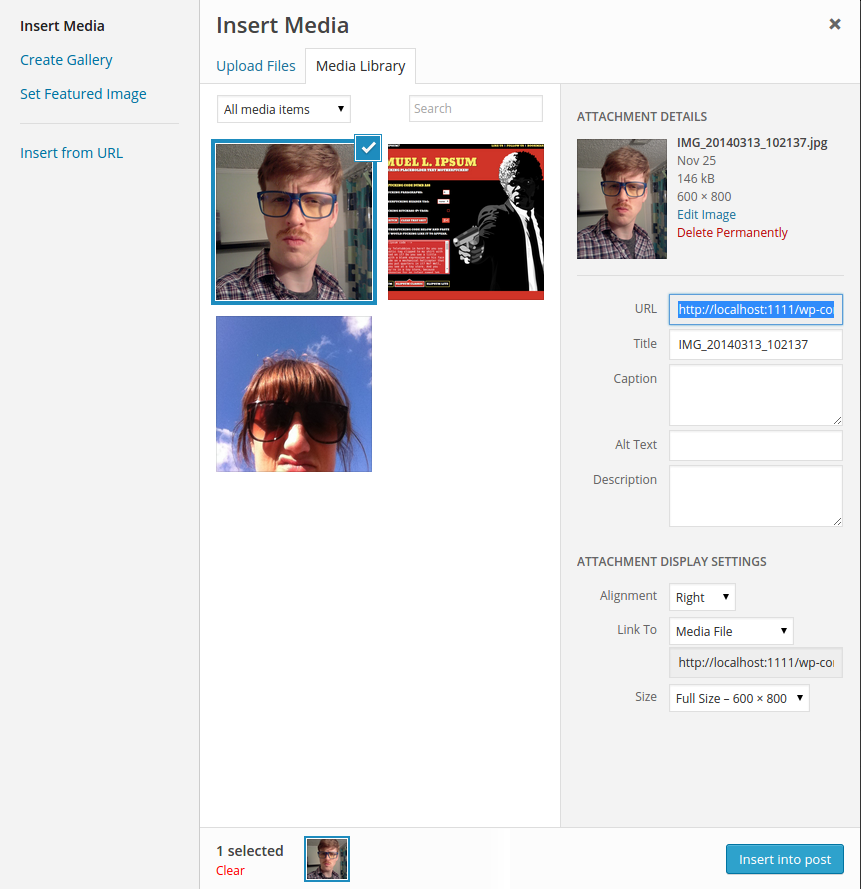 Insert Media
Create Gallery
Set Featured Image
Insert from URL
Insert Media
Upload Files
Media Library
All media items
Search
MUEL L. IPSUM
ATTACHMENT DETAILS
IMG_20140313_102137.jpg
Nov 25
146 kB
600 × 800
Edit Image
Delete Permanently
URL http://localhost:1111/wp-co
Title IMG_20140313_102137
Caption
Alt Text
Description
ATTACHMENT DISPLAY SETTINGS
Alignment Right
Link To Media File
http://localhost:1111/wp-co
Size Full Size – 600 × 800
1 selected
Clear
Insert into post